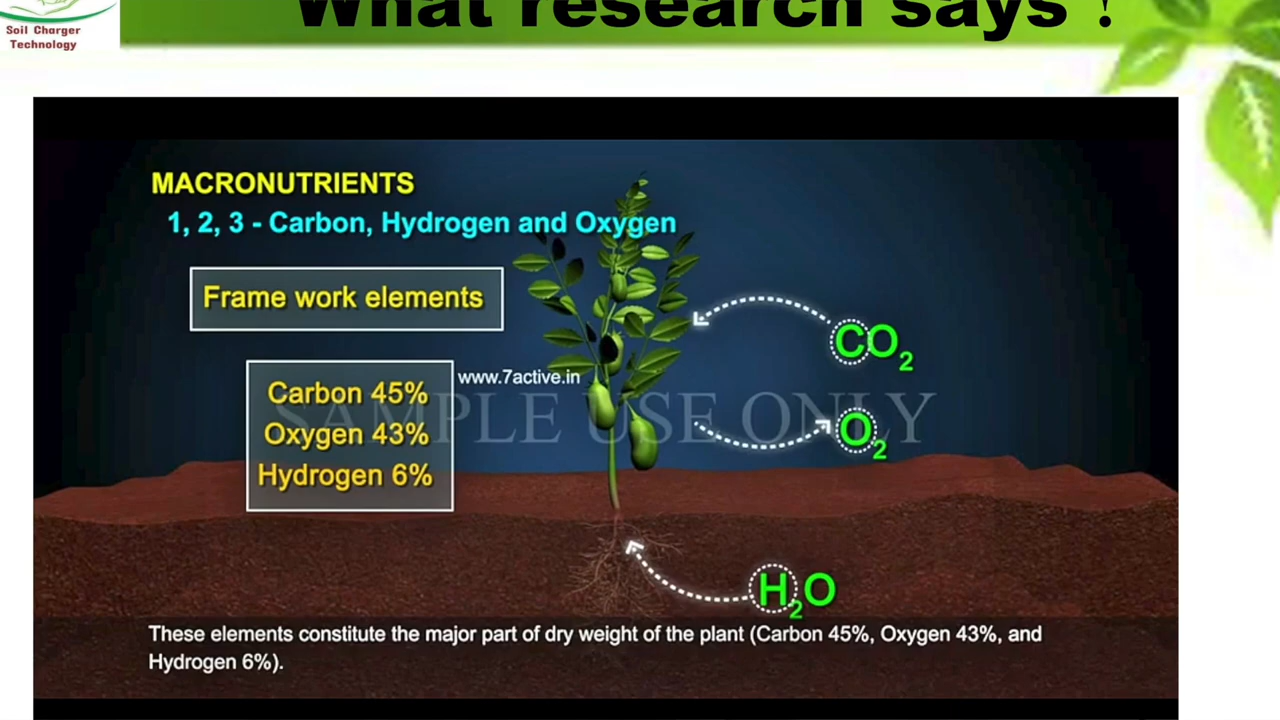 What research says !
Soil Charger
Technology
MACRONUTRIENTS
1, 2, 3 - Carbon, Hydrogen and Oxygen
Frame work elements
CO2
www.7active.in
Carbon 45%
SAMPLE USE ONLY
Oxygen 43%
O2
Hydrogen 6%
H2O
These elements constitute the major part of dry weight of the plant (Carbon 45%, Oxygen 43%, and
Hydrogen 6%).